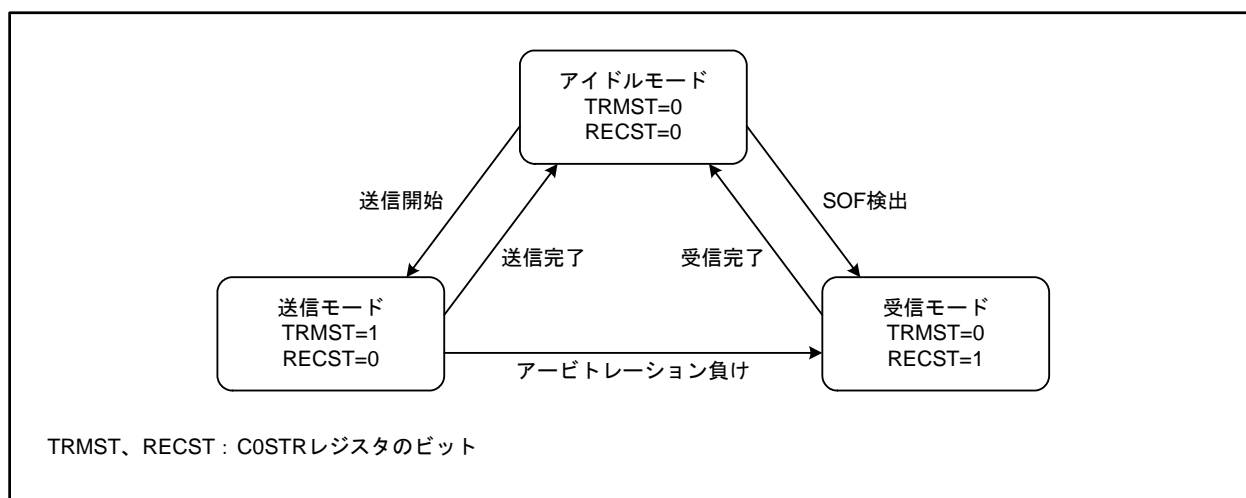 アイドルモード
TRMST=0
RECST=0
送信開始
SOF検出
送信完了
受信完了
送信モード
TRMST=1
RECST=0
受信モード
TRMST=0
RECST=1
アービトレーション負け
TRMST、RECST : C0STRレジスタのビット